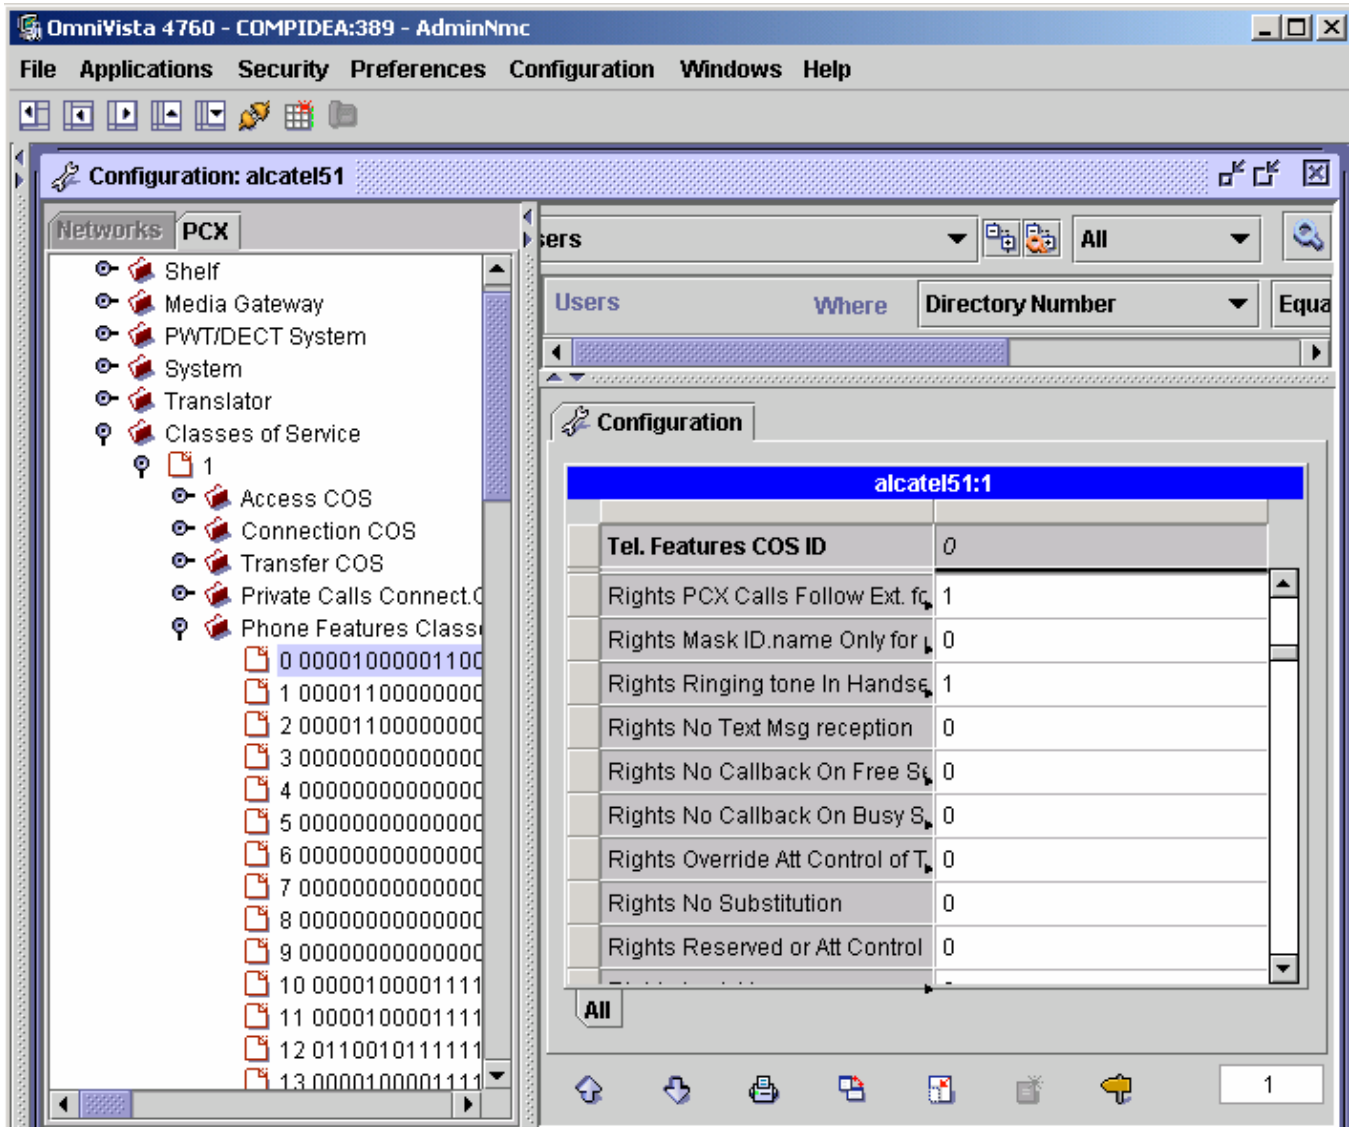 OmniVista 4760 - COMPIDEA:389 - AdminNmc
File Applications Security Preferences Configuration Windows Help
Configuration: alcatel51
Networks PCX
Shelf
Media Gateway
PWT/DECT System
System
Translator
Classes of Service
1
Access COS
Connection COS
Transfer COS
Private Calls Connect.
Phone Features Class
0 00001000001100
1 00001100000000
2 00001100000000
3 00000000000000
4 00000000000000
5 00000000000000
6 00000000000000
7 00000000000000
8 00000000000000
9 00000000000000
10 0000100001111
11 0000100001111
12 0110010111111
13 0000100001111
sers All
Users Where Directory Number Equa
Configuration
alcatel51:1
Tel. Features COS ID 0
Rights PCX Calls Follow Ext. fo 1
Rights Mask ID.name Only for 0
Rights Ringing tone In Handse 1
Rights No Text Msg reception 0
Rights No Callback On Free Se 0
Rights No Callback On Busy S 0
Rights Override Att Control of T 0
Rights No Substitution 0
Rights Reserved or Att Control 0
All
1